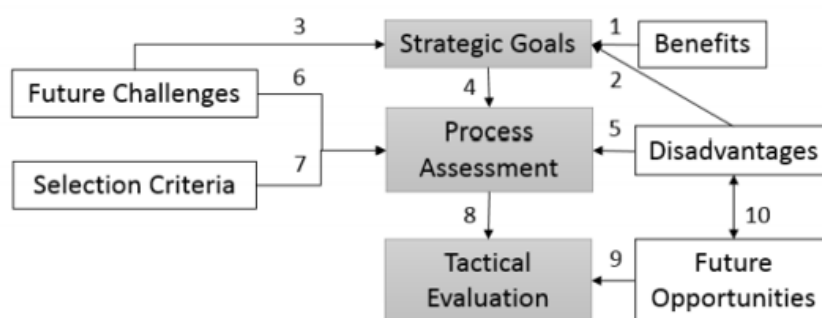 3
Strategic Goals
1
Benefits
Future Challenges
6
4
2
Process
Assessment
5
Disadvantages
Selection Criteria
7
8
10
Tactical
Evaluation
9
Future
Opportunities